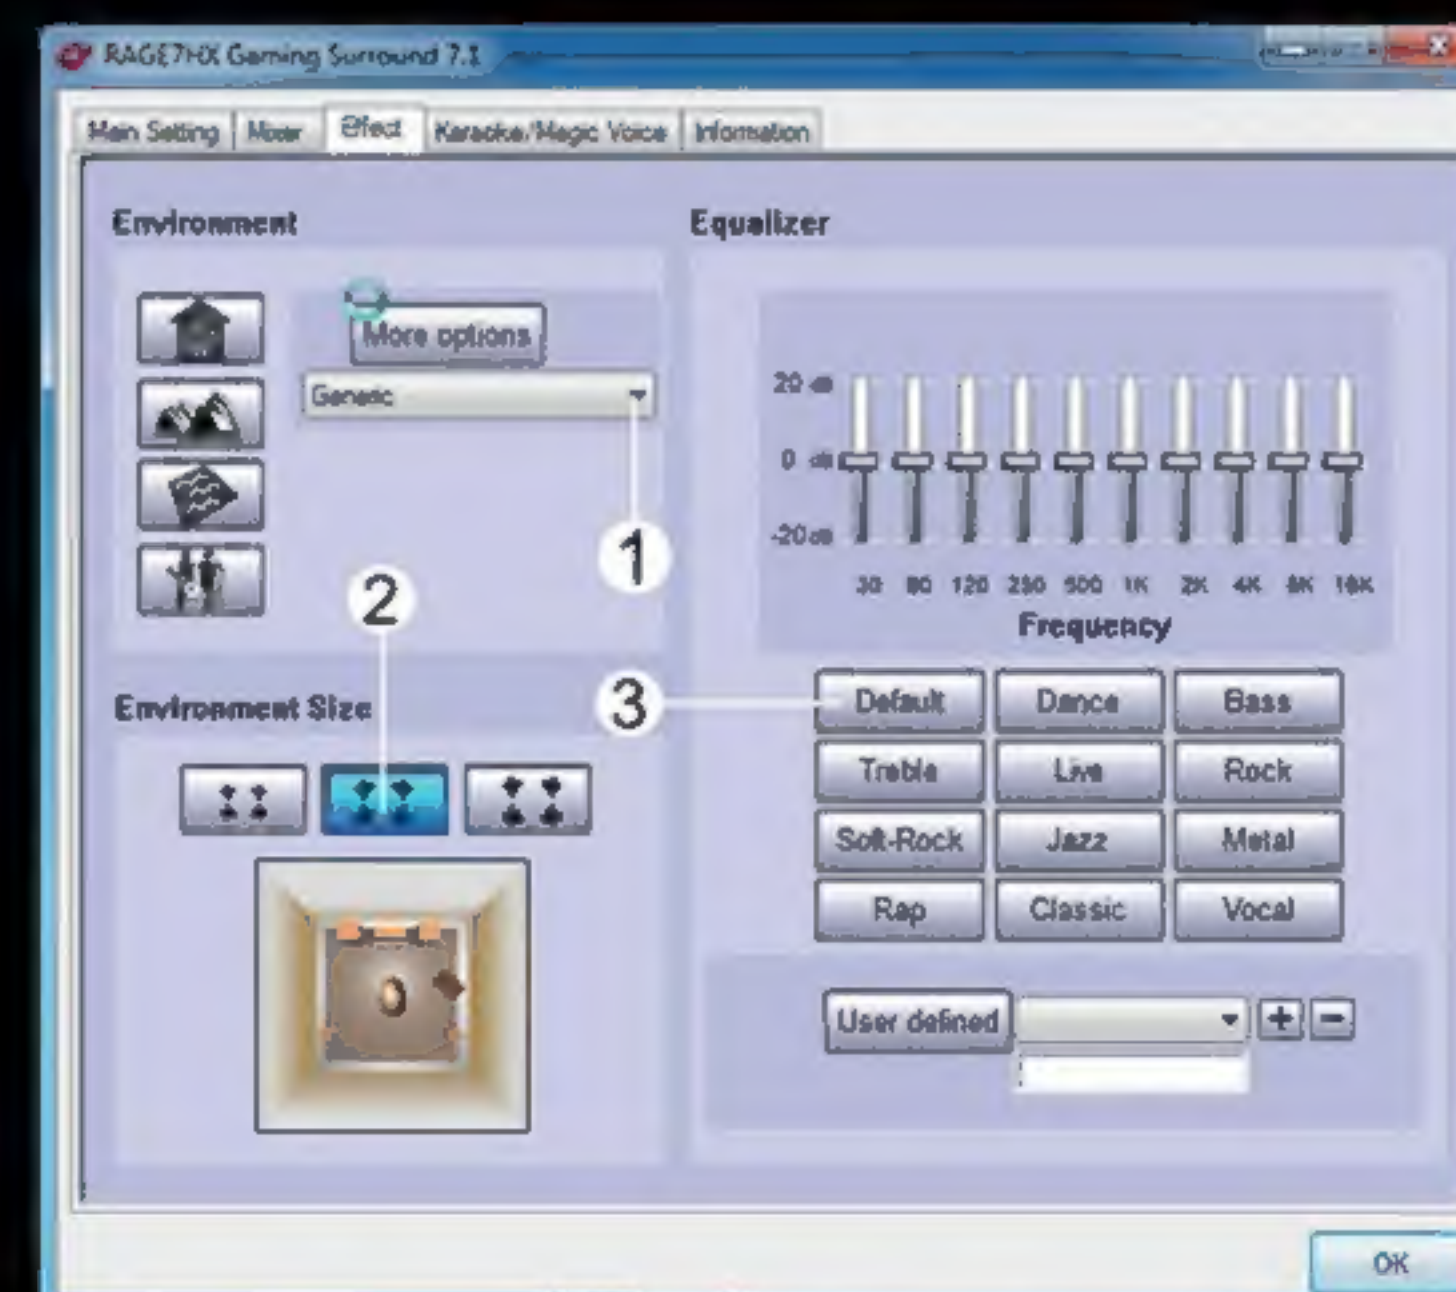 RAGE7HX Gaming Surround 7.1
Main Setting Mixer Effect Karaoke/Magic Voice Information
Environment
More options
Generic
1
2
Environment Size
Equalizer
20 dB
0 dB
-20 dB
30 60 120 250 500 1K 2K 4K 8K 16K
Frequency
3
Default Dance Bass
Treble Live Rock
Soft-Rock Jazz Metal
Rap Classic Vocal
User defined
+ -
OK